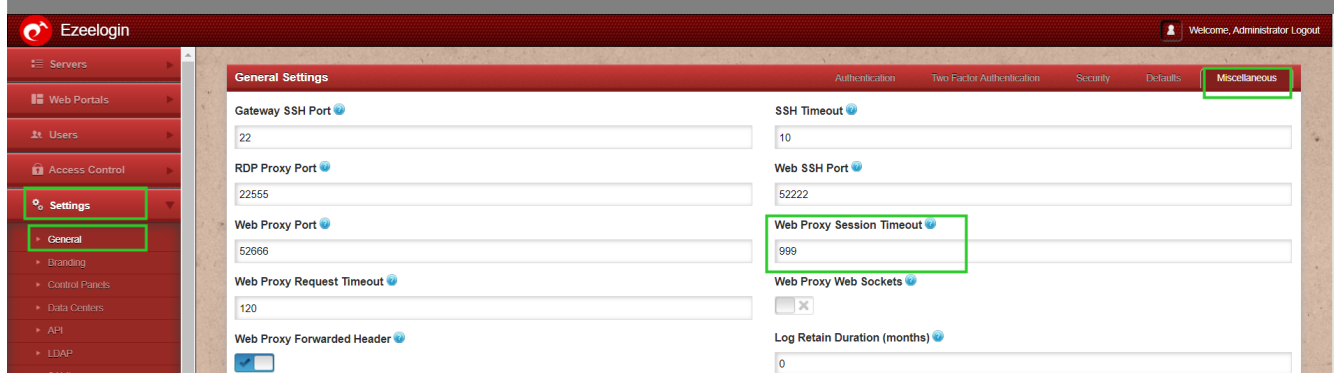 Ezeelogin
Welcome, Administrator Logout
Servers
Web Portals
Users
Access Control
Settings
General
Branding
Control Panels
Data Centers
API
LDAP
General Settings
Authentication
Two Factor Authentication
Security
Defaults
Miscellaneous
Gateway SSH Port
22
SSH Timeout
10
RDP Proxy Port
22555
Web SSH Port
52222
Web Proxy Port
52666
Web Proxy Session Timeout
999
Web Proxy Request Timeout
120
Web Proxy Web Sockets
Web Proxy Forwarded Header
Log Retain Duration (months)
0